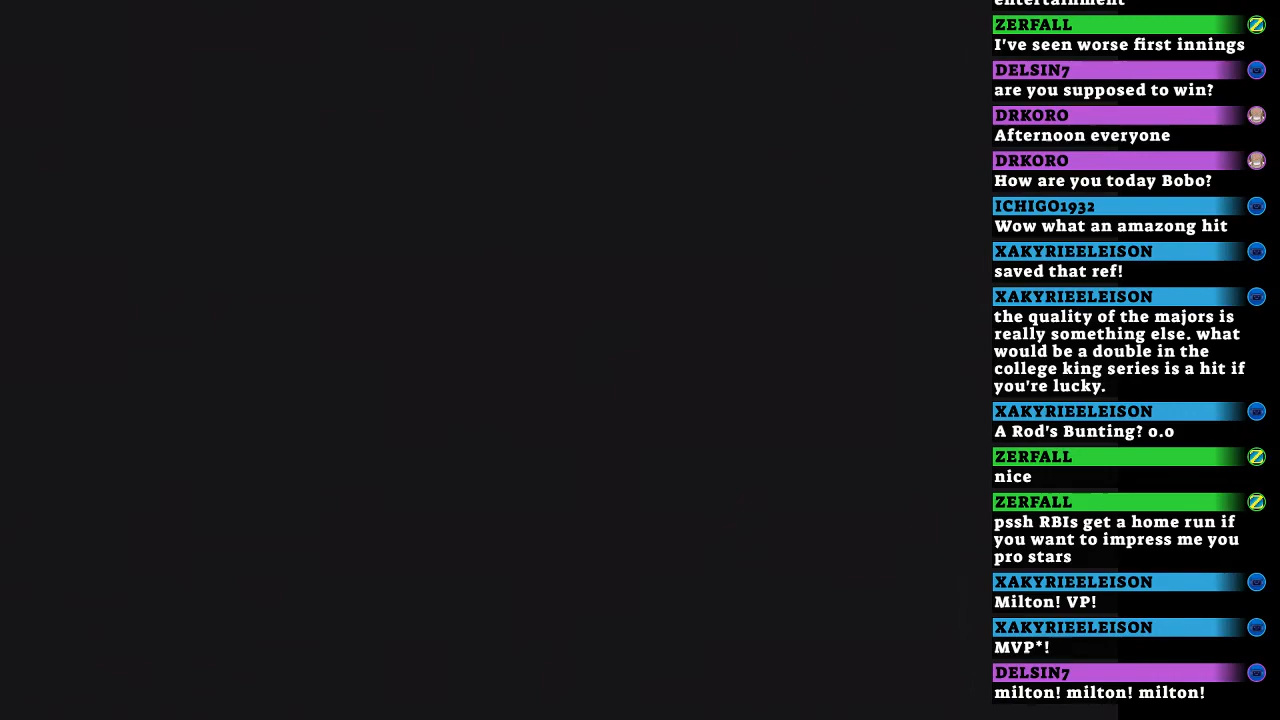 entertainment
ZERFALL
I've seen worse first innings
DELSIN7
are you supposed to win?
DRKORO
Afternoon everyone
DRKORO
How are you today Bobo?
ICHIGO1932
Wow what an amazong hit
XAKYRIEELEISON
saved that ref!
XAKYRIEELEISON
the quality of the majors is
really something else. what
would be a double in the
college king series is a hit if
you're lucky.
XAKYRIEELEISON
A Rod's Bunting? o.o
ZERFALL
nice
ZERFALL
pssh RBIs get a home run if
you want to impress me you
pro stars
XAKYRIEELEISON
Milton! VP!
XAKYRIEELEISON
MVP*!
DELSIN7
milton! milton! milton!